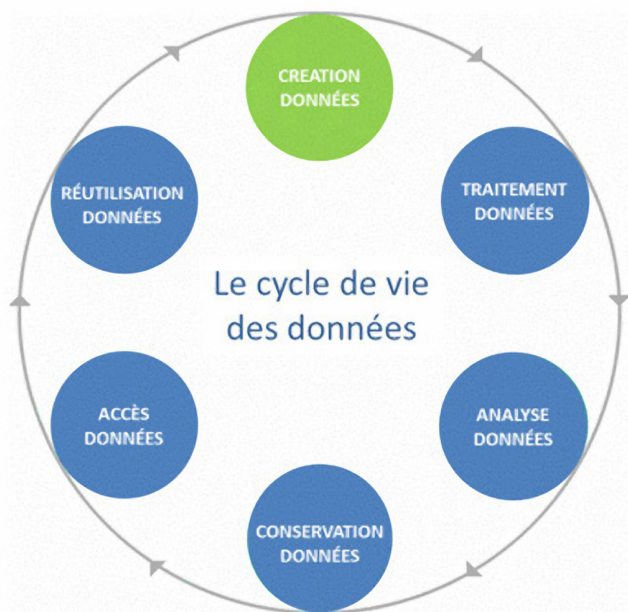 CREATION
DONNÉES
TRAITEMENT
DONNÉES
ANALYSE
DONNÉES
CONSERVATION
DONNÉES
ACCÈS
DONNÉES
RÉUTILISATION
DONNÉES
Le cycle de vie
des données